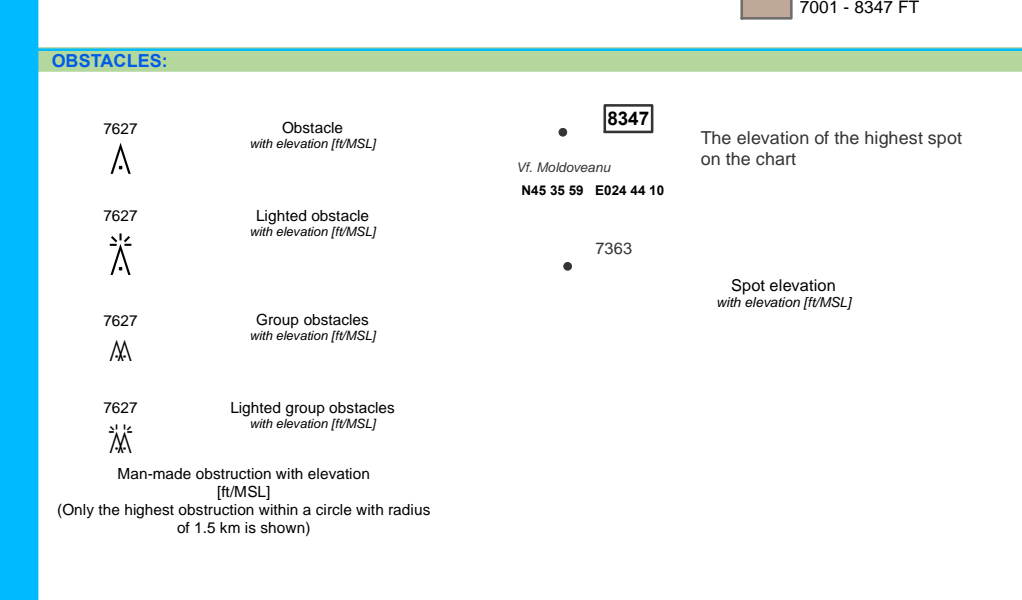 7001 - 8347 FT
OBSTACLES:
7627
Obstacle
with elevation [ft/MSL]
7627
Lighted obstacle
with elevation [ft/MSL]
7627
Group obstacles
with elevation [ft/MSL]
7627
Lighted group obstacles
with elevation [ft/MSL]
Man-made obstruction with elevation
[ft/MSL]
(Only the highest obstruction within a circle with radius
of 1.5 km is shown)
8347
Vf. Moldoveanu
N45 35 59 E024 44 10
The elevation of the highest spot
on the chart
7363
Spot elevation
with elevation [ft/MSL]